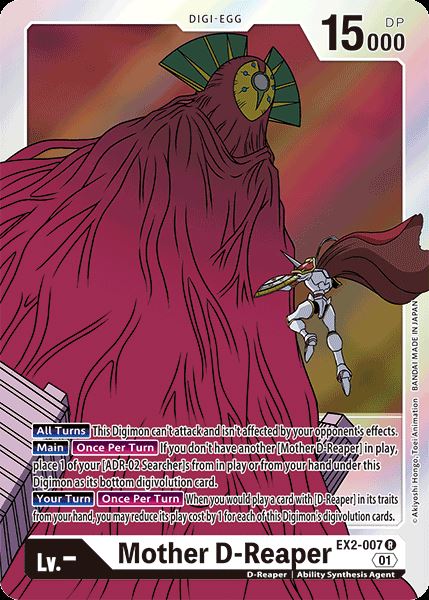 DIGI-EGG
DP
15000
All Turns This Digimon can't attack and isn't affected by your opponent's effects.
Main Once Per Turn If you don't have another [Mother D-Reaper] in play,
place 1 of your [ADR-02 Searcher]s from in play or from your hand under this
Digimon as its bottom digivolution card.
Your Turn Once Per Turn When you would play a card with [D-Reaper] in its traits
from your hand, you may reduce its play cost by 1 for each of this Digimon's digivolution cards.
©Akiyoshi Hongo, Toei Animation BANDAI MADE IN JAPAN
Lv.-
Mother D-Reaper
EX2-007 R
01
D-Reaper | Ability Synthesis Agent